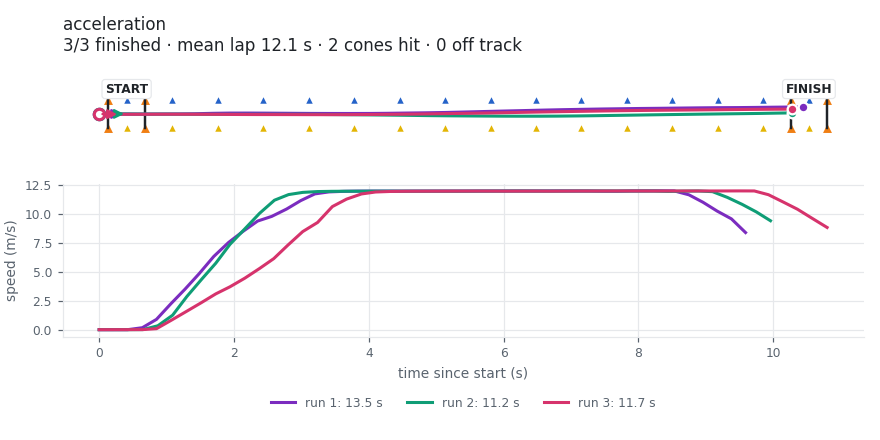 acceleration
3/3 finished · mean lap 12.1 s · 2 cones hit · 0 off track
START
FINISH
12.5
10.0
7.5
5.0
2.5
0.0
speed (m/s)
0 2 4 6 8 10
time since start (s)
run 1: 13.5 s run 2: 11.2 s run 3: 11.7 s